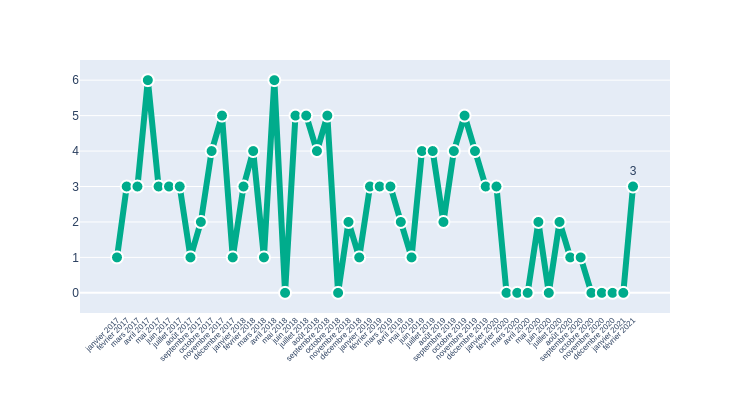 6
5
4
3
2
1
0
3
janvier 2017
février 2017
mars 2017
avril 2017
mai 2017
juin 2017
juillet 2017
août 2017
septembre 2017
octobre 2017
novembre 2017
décembre 2017
janvier 2018
février 2018
mars 2018
avril 2018
mai 2018
juin 2018
juillet 2018
août 2018
septembre 2018
octobre 2018
novembre 2018
décembre 2018
janvier 2019
février 2019
mars 2019
avril 2019
mai 2019
juin 2019
juillet 2019
août 2019
septembre 2019
octobre 2019
novembre 2019
décembre 2019
janvier 2020
février 2020
mars 2020
avril 2020
mai 2020
juin 2020
juillet 2020
août 2020
septembre 2020
octobre 2020
novembre 2020
décembre 2020
janvier 2021
février 2021